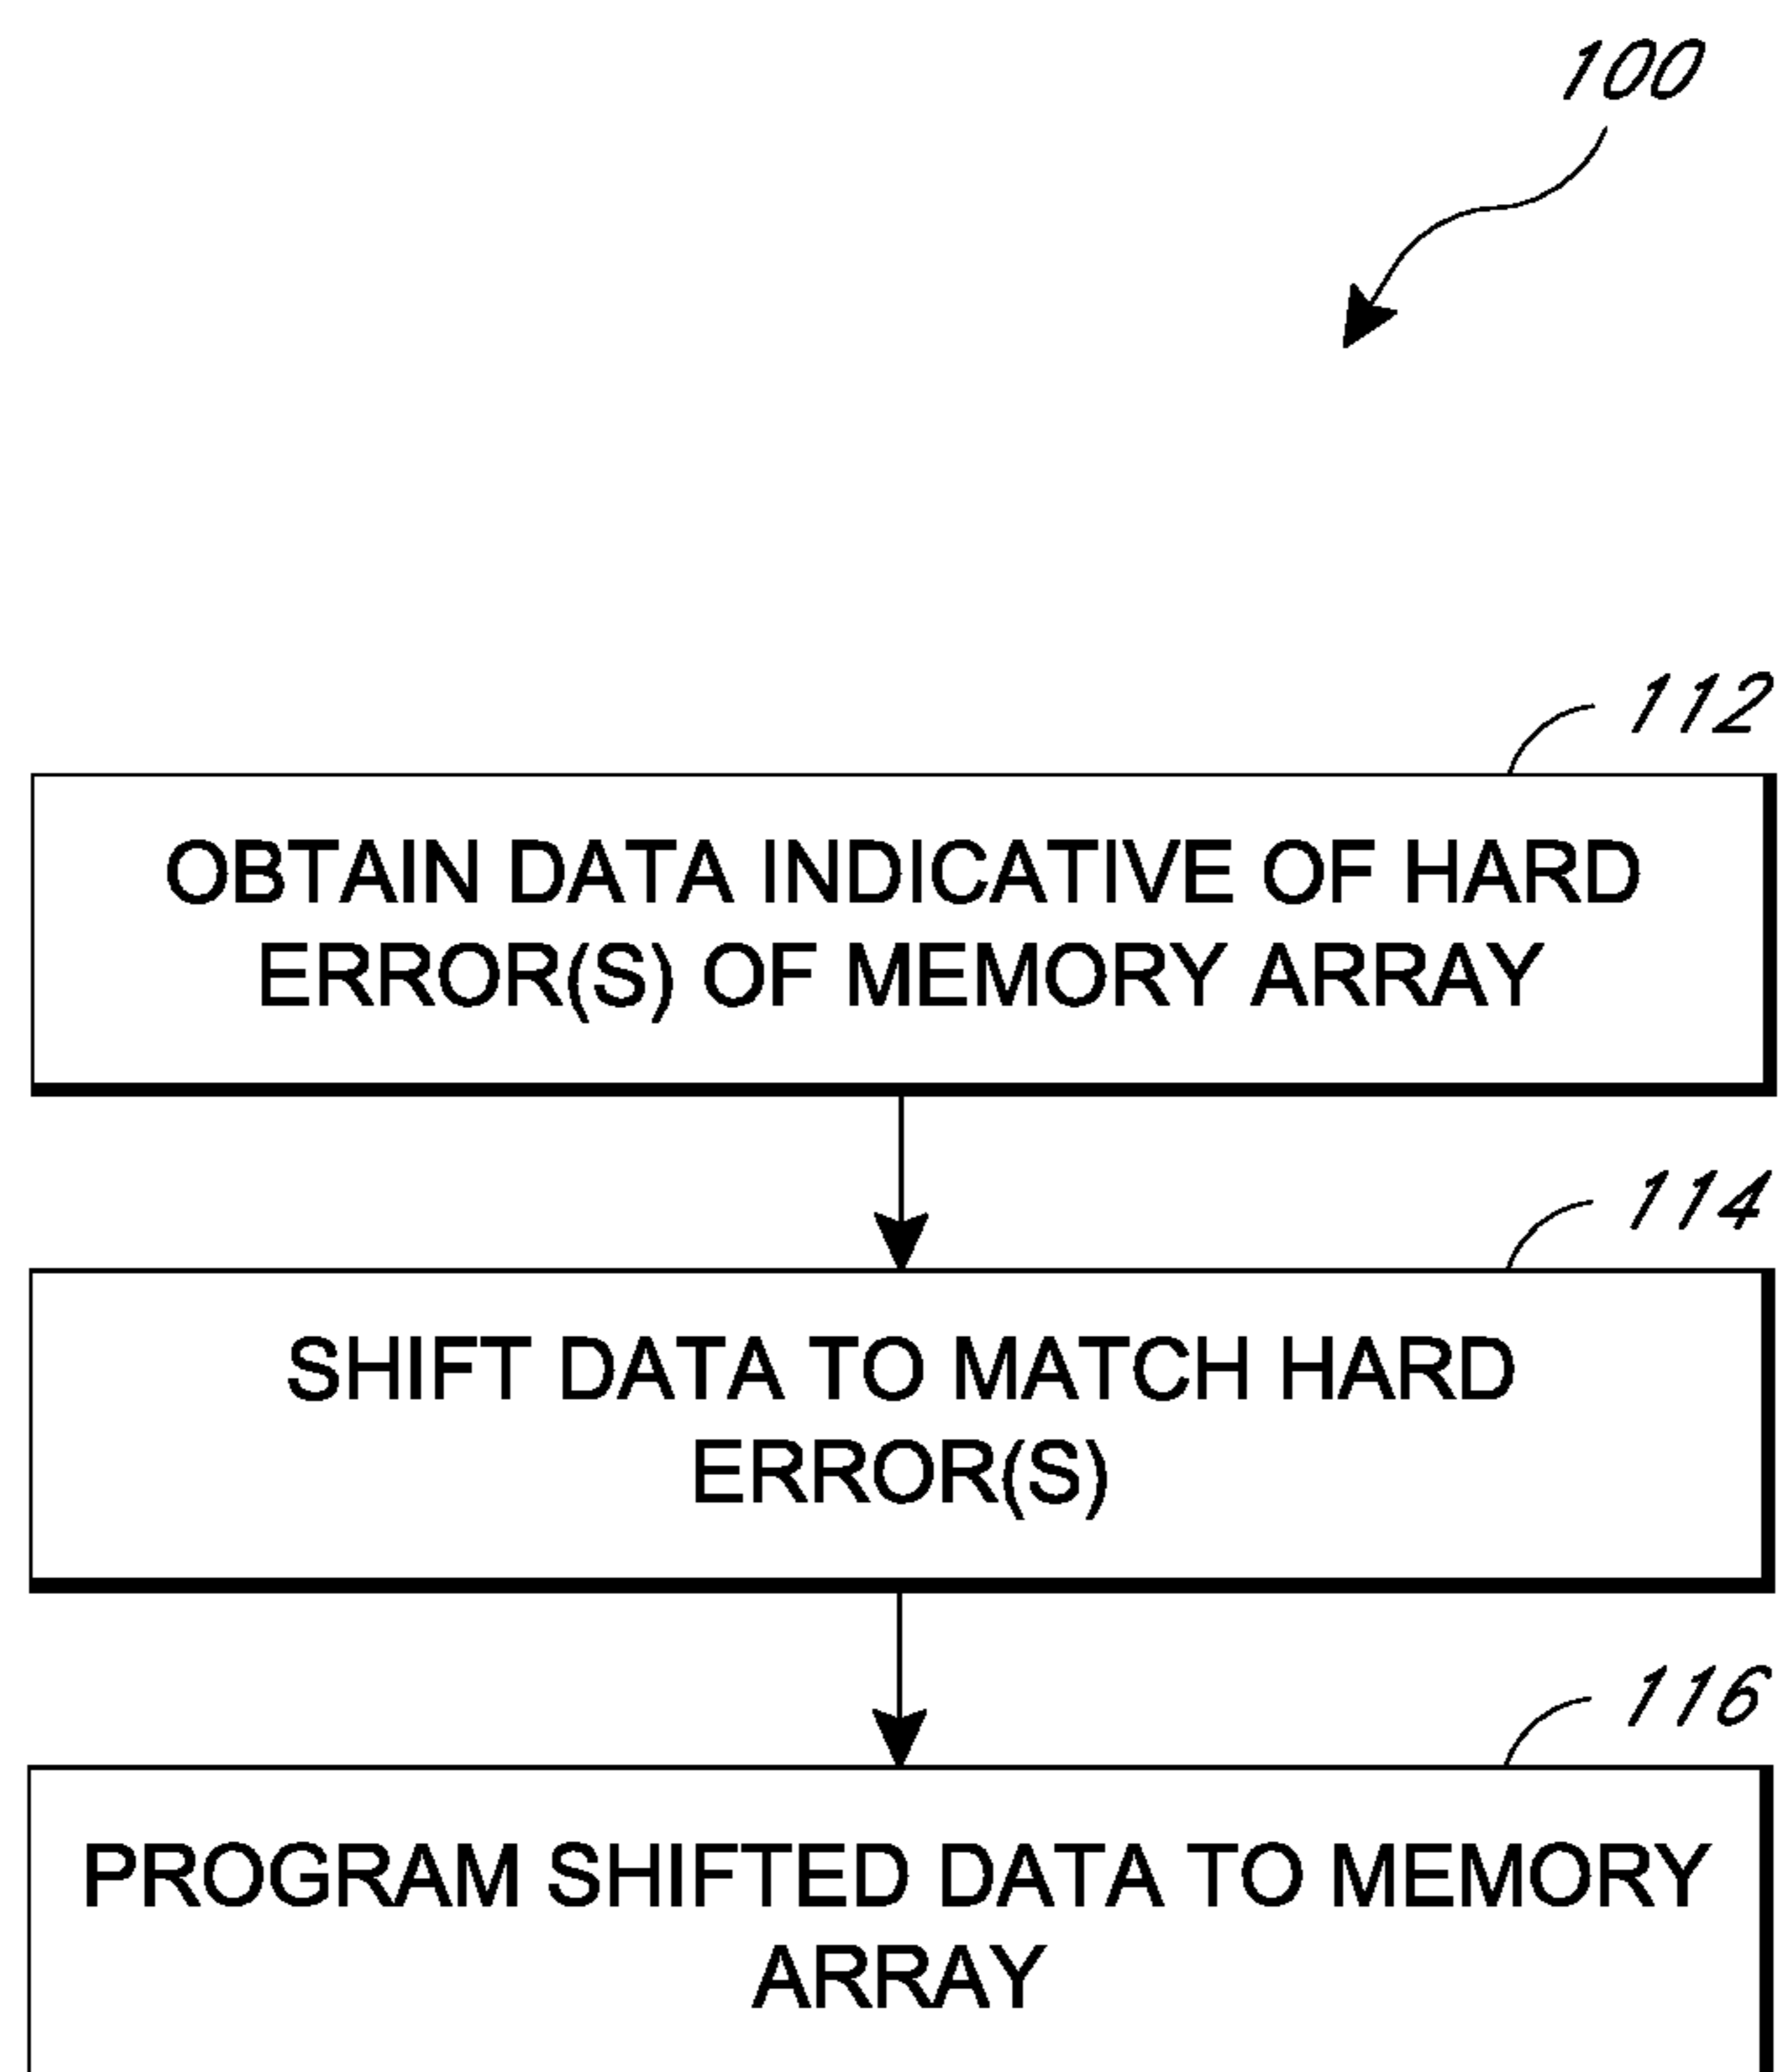 100
112
OBTAIN DATA INDICATIVE OF HARD
ERROR(S) OF MEMORY ARRAY
114
SHIFT DATA TO MATCH HARD
ERROR(S)
116
PROGRAM SHIFTED DATA TO MEMORY
ARRAY